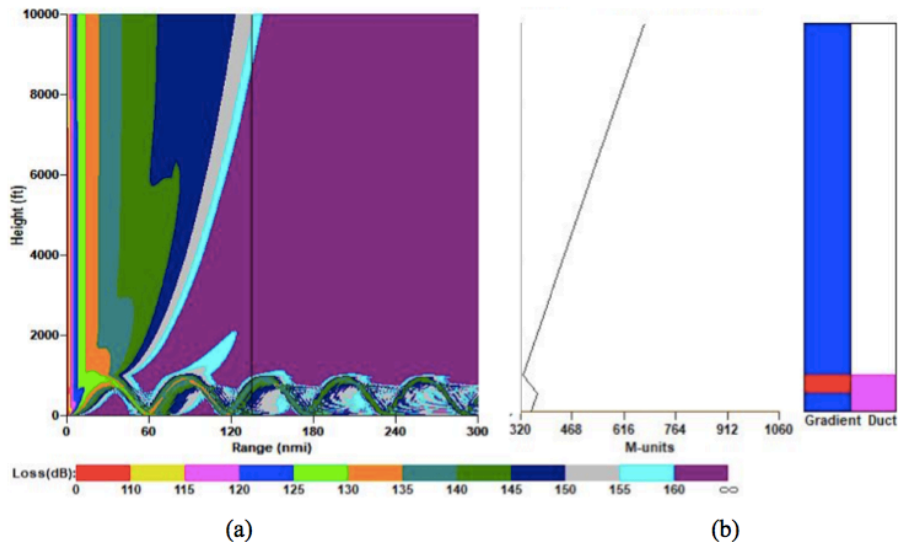 10000
8000
6000
4000
2000
0
Height (ft)
0 60 120 180 240 300
Range (nmi)
Loss(dB):
0 110 115 120 125 130 135 140 145 150 155 160 ∞
(a)
320 468 616 764 912 1060
M-units
Gradient Duct
(b)